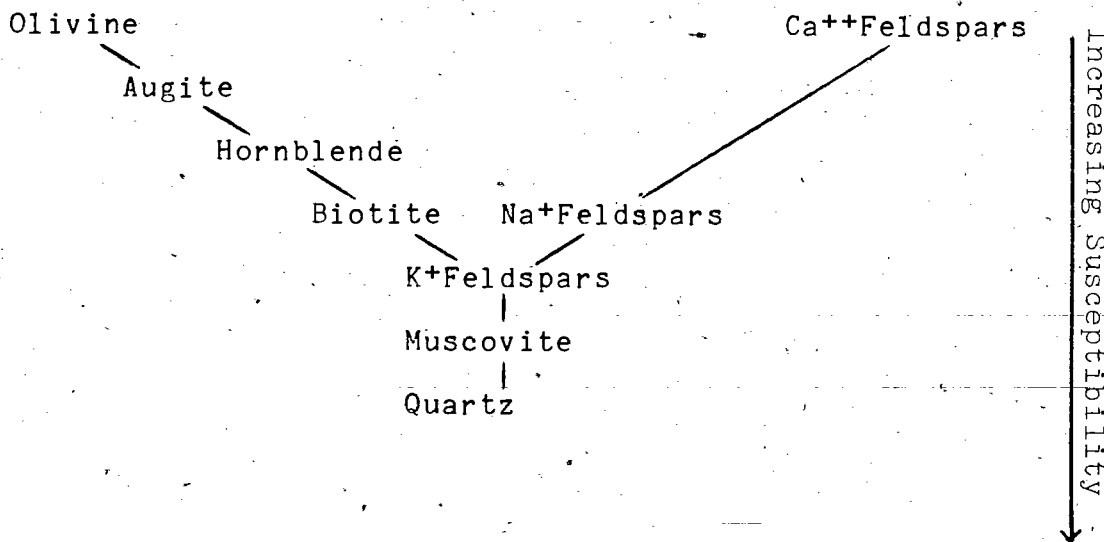 Olivine
Ca++Feldspars
Augite
Hornblende
Biotite
Na+Feldspars
K+Feldspars
Muscovite
Quartz
Increasing Susceptibility